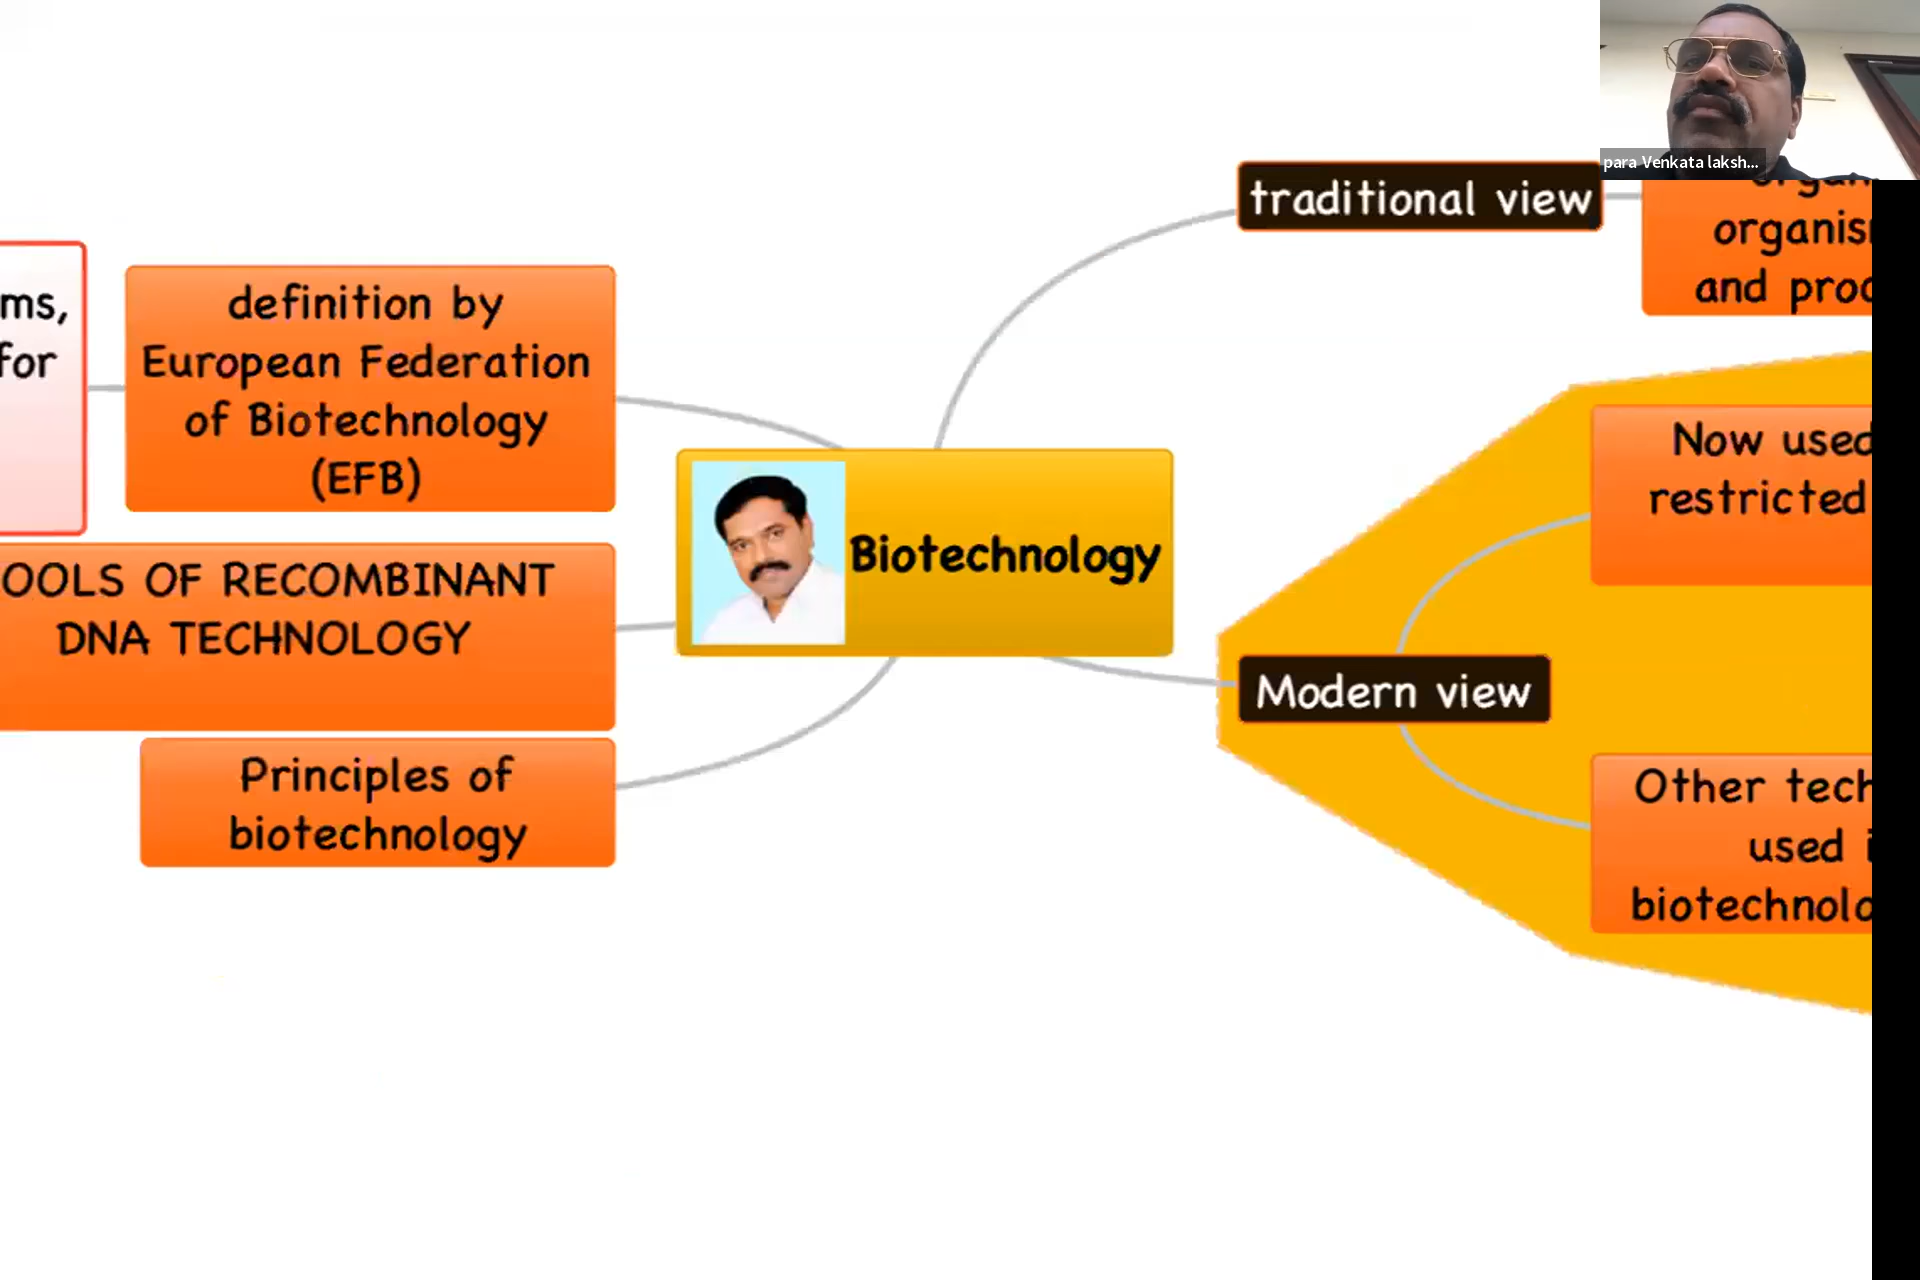 para Venkata laksh...
traditional view
organis
and proc
ms,
for
definition by
European Federation
of Biotechnology
(EFB)
OOLS OF RECOMBINANT
DNA TECHNOLOGY
Principles of
biotechnology
Biotechnology
Modern view
Now used
restricted
Other tech
used i
biotechnolo